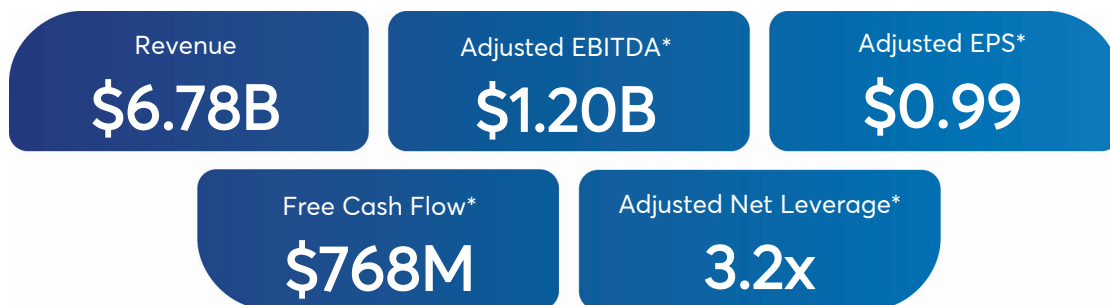 Revenue
$6.78B
Adjusted EBITDA*
$1.20B
Adjusted EPS*
$0.99
Free Cash Flow*
$768M
Adjusted Net Leverage*
3.2x